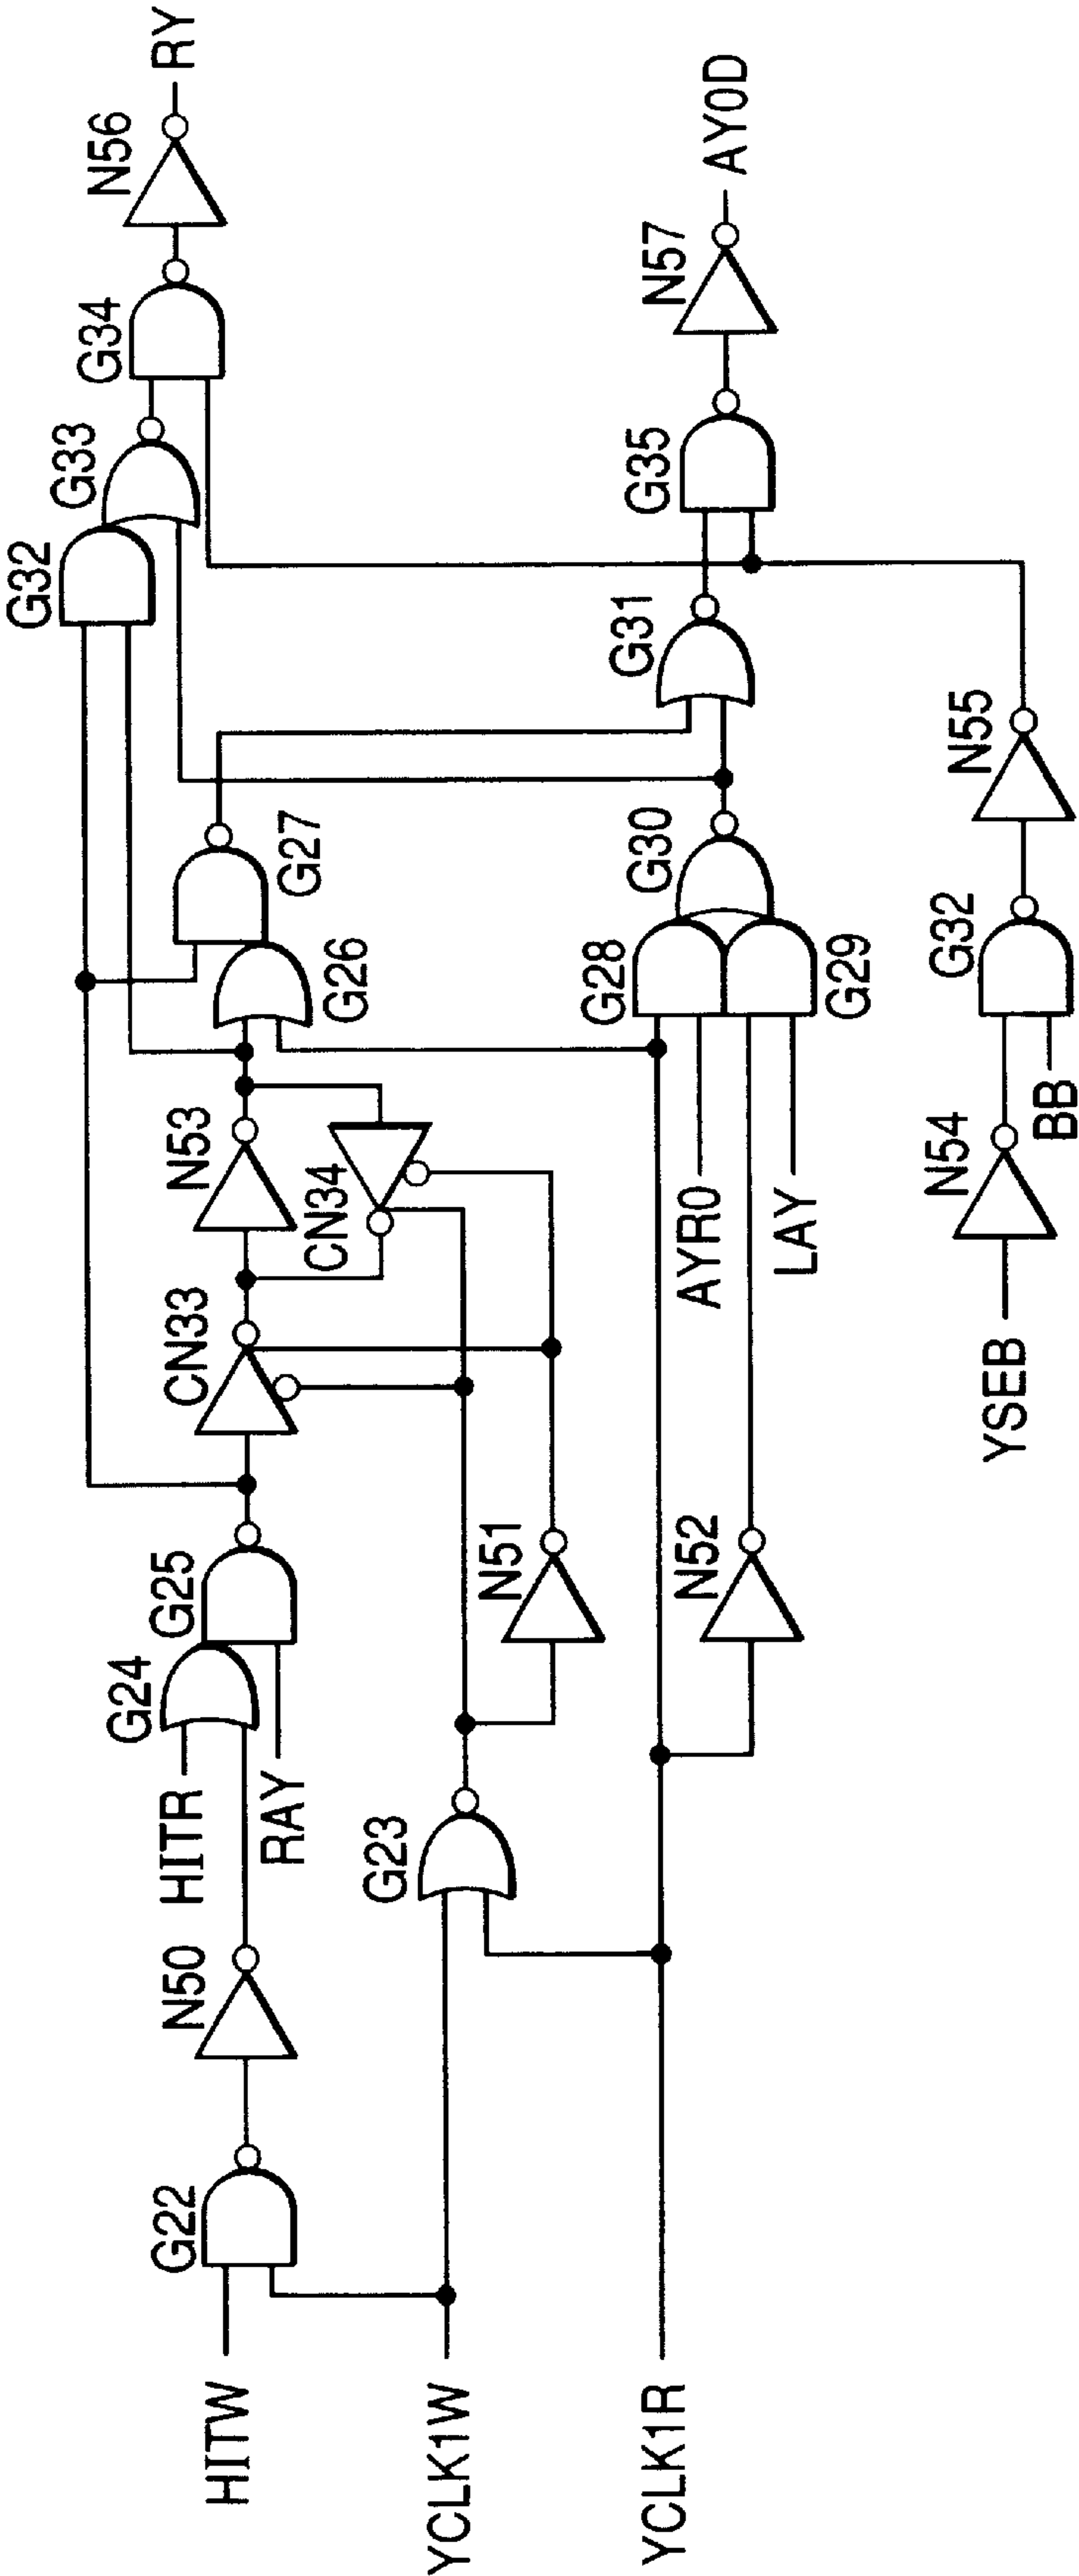 HITW
YCLK1W
YCLK1R
G22
N50
HITR
RAY
G24
G25
G23
N51
N52
CN33
CN34
N53
G26
G27
AYR0
LAY
G28
G29
G30
G31
YSEB
N54
BB
G32
N55
G32
G33
G34
N56
RY
G35
N57
AY0D